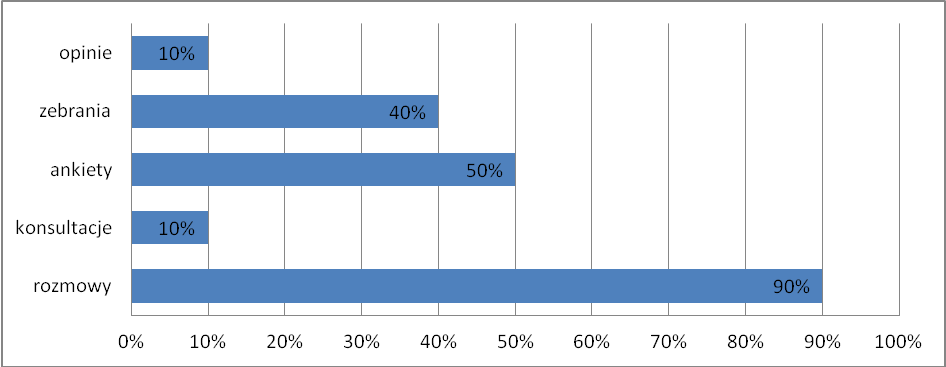 opinie 10%
zebrania 40%
ankiety 50%
konsultacje 10%
rozmowy 90%
0% 10% 20% 30% 40% 50% 60% 70% 80% 90% 100%